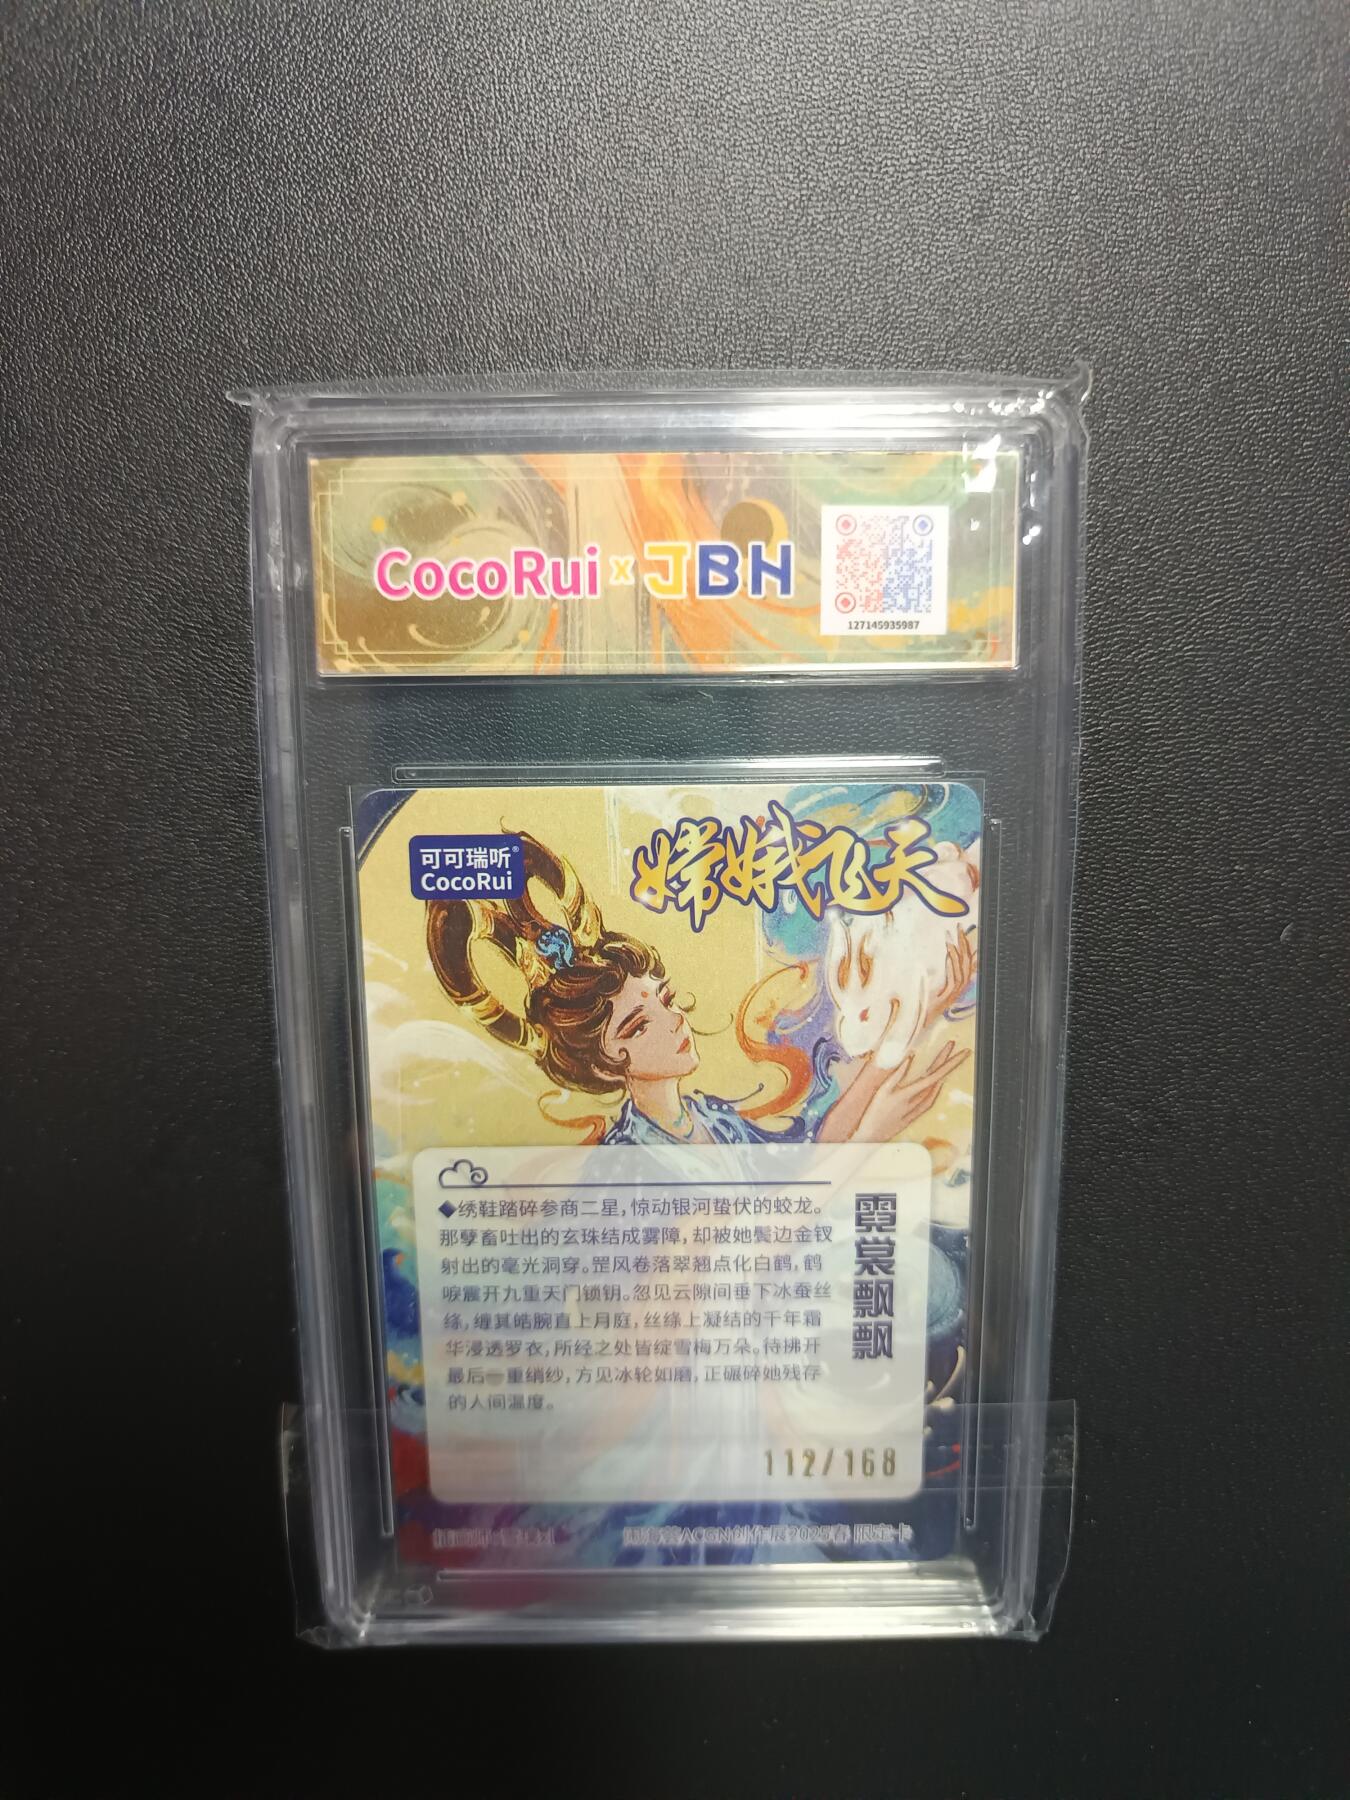 CocoRui x JBH
127145935987
可可瑞听®
CocoRui
嫦娥飞天
◆绣鞋踏碎参商二星,惊动银河蛰伏的蛟龙。
那孽畜吐出的玄珠结成雾障,却被她鬓边金钗
射出的毫光洞穿。罡风卷落翠翘点化白鹤,鹤
唳震开九重天门锁钥。忽见云隙间垂下冰蚕丝
绦,缠其皓腕直上月庭,丝绦上凝结的千年霜
华浸透罗衣,所经之处皆绽雪梅万朵。待拂开
最后一重绡纱,方见冰轮如磨,正碾碎她残存
的人间温度。
霓裳飘飘
112/168
ACGN创作展2025春 限定卡